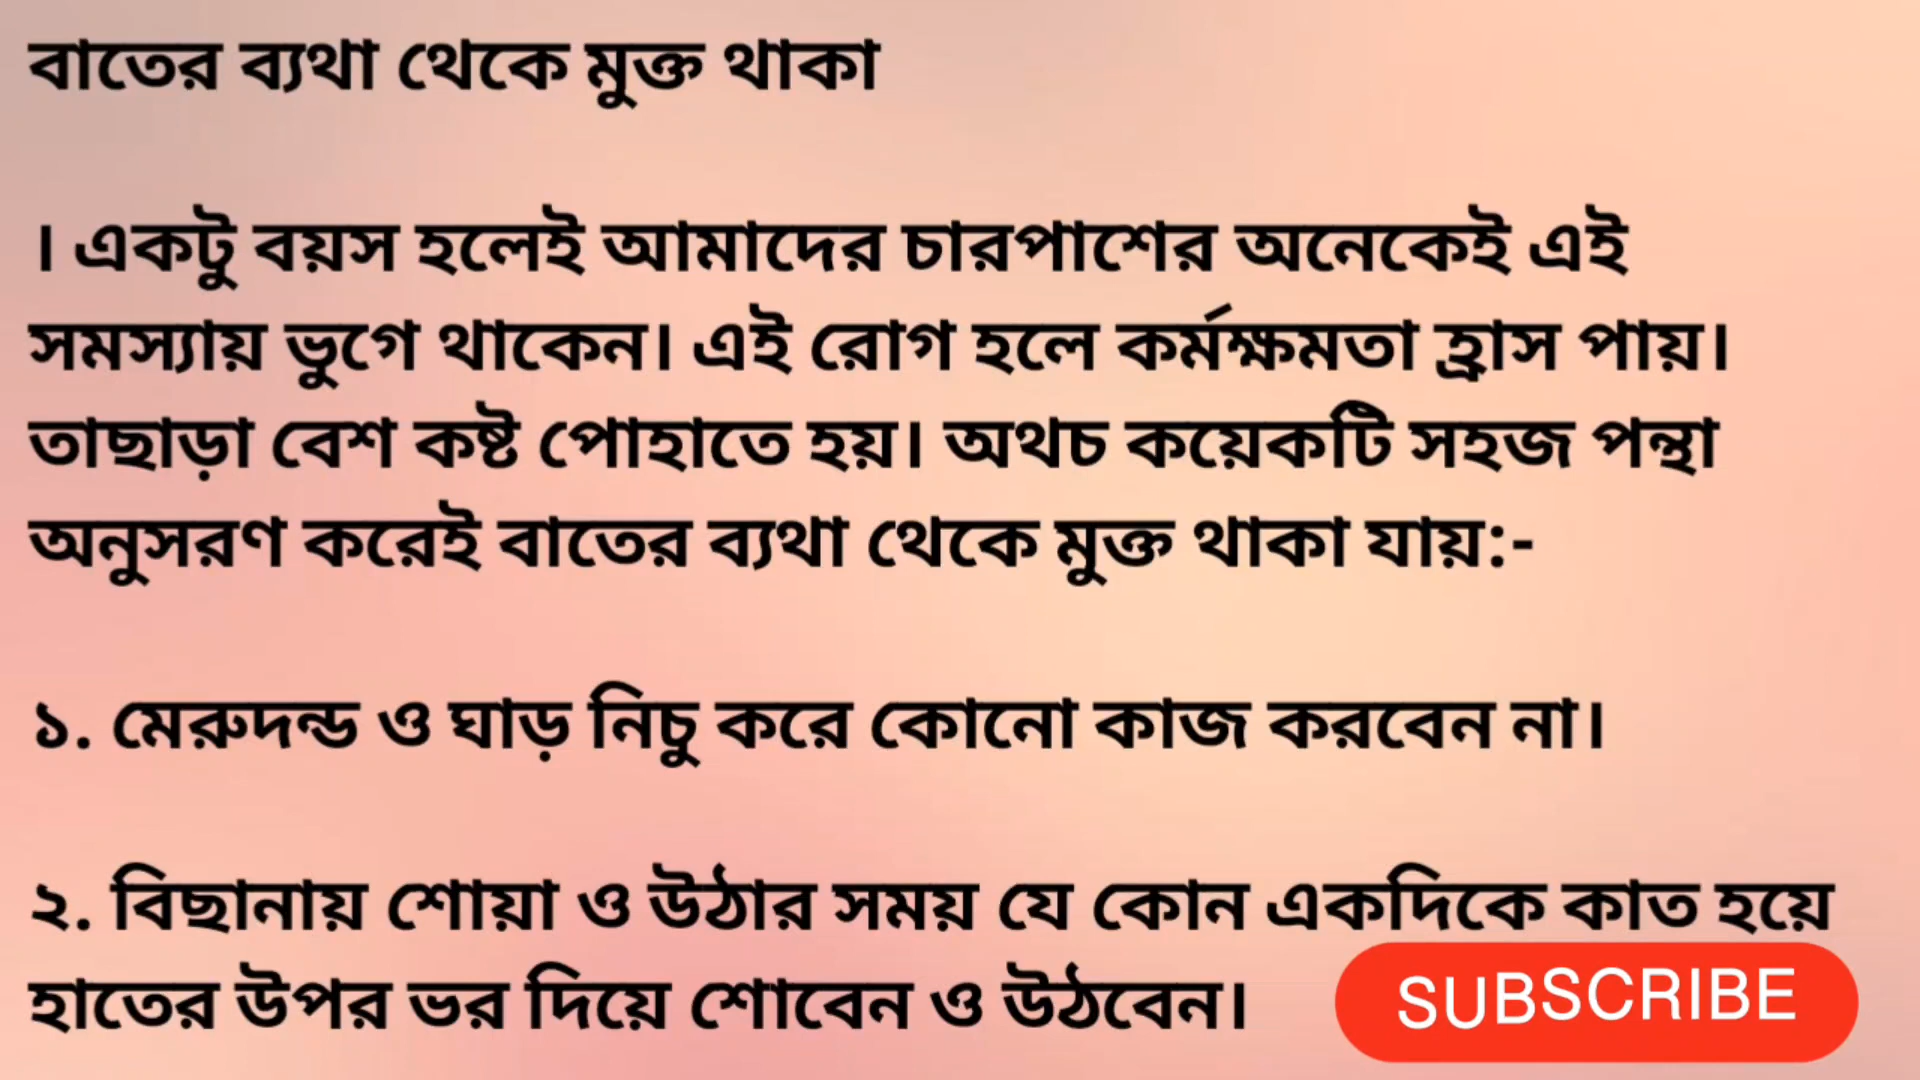 বাতের ব্যথা থেকে মুক্ত থাকা
। একটু বয়স হলেই আমাদের চারপাশের অনেকেই এই
সমস্যায় ভুগে থাকেন। এই রোগ হলে কর্মক্ষমতা হ্রাস পায়।
তাছাড়া বেশ কষ্ট পোহাতে হয়। অথচ কয়েকটি সহজ পন্থা
অনুসরণ করেই বাতের ব্যথা থেকে মুক্ত থাকা যায়:-
১. মেরুদন্ড ও ঘাড় নিচু করে কোনো কাজ করবেন না।
২. বিছানায় শোয়া ও উঠার সময় যে কোন একদিকে কাত হয়ে
হাতের উপর ভর দিয়ে শোবেন ও উঠবেন।
SUBSCRIBE